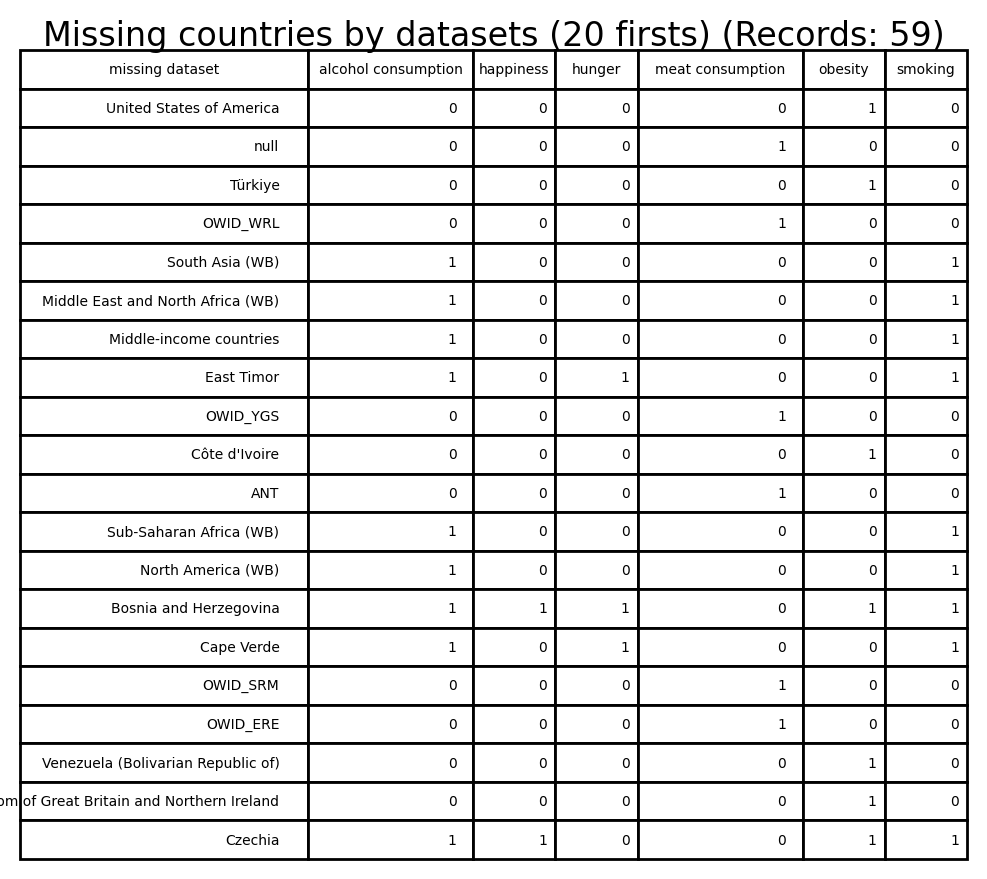 Missing countries by datasets (20 firsts) (Records: 59)
missing dataset alcohol consumption happiness hunger meat consumption obesity smoking
United States of America 0 0 0 0 1 0
null 0 0 0 1 0 0
Türkiye 0 0 0 0 1 0
OWID_WRL 0 0 0 1 0 0
South Asia (WB) 1 0 0 0 0 1
Middle East and North Africa (WB) 1 0 0 0 0 1
Middle-income countries 1 0 0 0 0 1
East Timor 1 0 1 0 0 1
OWID_YGS 0 0 0 1 0 0
Côte d'Ivoire 0 0 0 0 1 0
ANT 0 0 0 1 0 0
Sub-Saharan Africa (WB) 1 0 0 0 0 1
North America (WB) 1 0 0 0 0 1
Bosnia and Herzegovina 1 1 1 0 1 1
Cape Verde 1 0 1 0 0 1
OWID_SRM 0 0 0 1 0 0
OWID_ERE 0 0 0 1 0 0
Venezuela (Bolivarian Republic of) 0 0 0 0 1 0
of Great Britain and Northern Ireland 0 0 0 0 1 0
Czechia 1 1 0 0 1 1